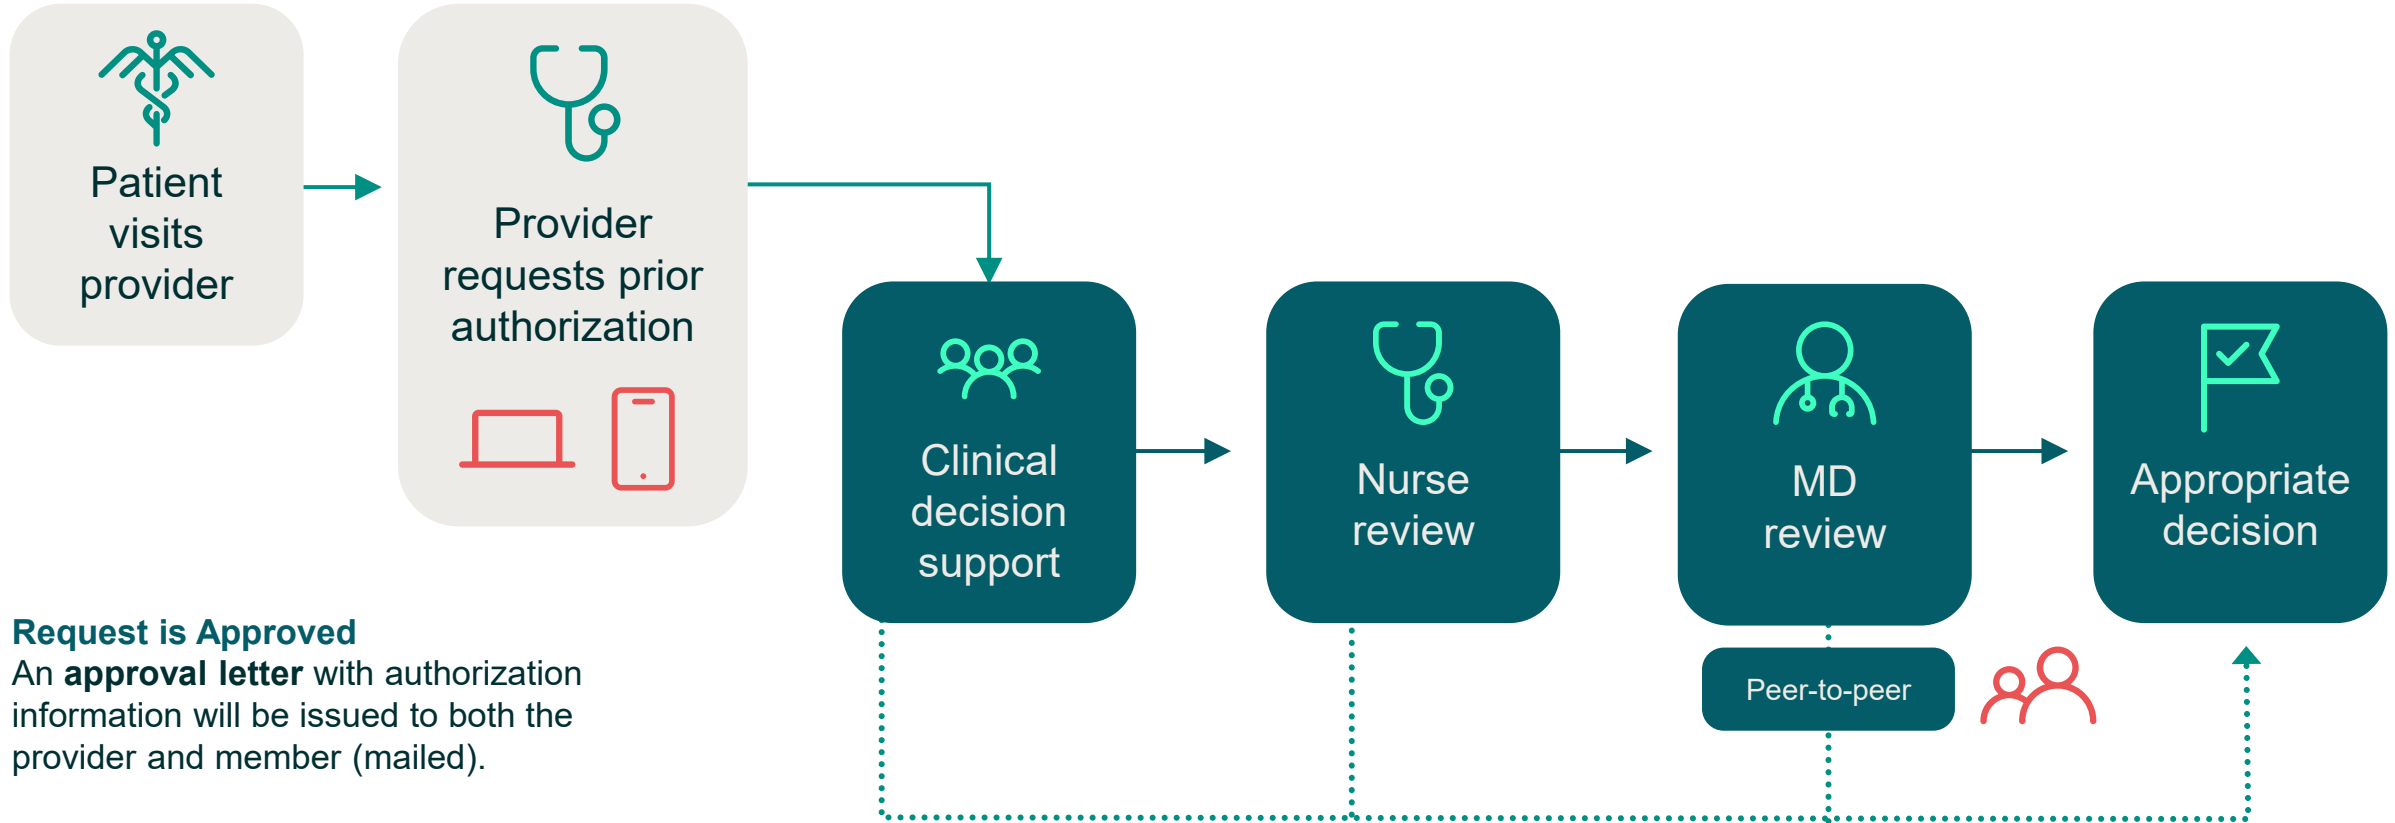 Patient
visits
provider
Provider
requests prior
authorization
Clinical
decision
support
Nurse
review
MD
review
Appropriate
decision
Peer-to-peer
Request is Approved
An approval letter with authorization
information will be issued to both the
provider and member (mailed).